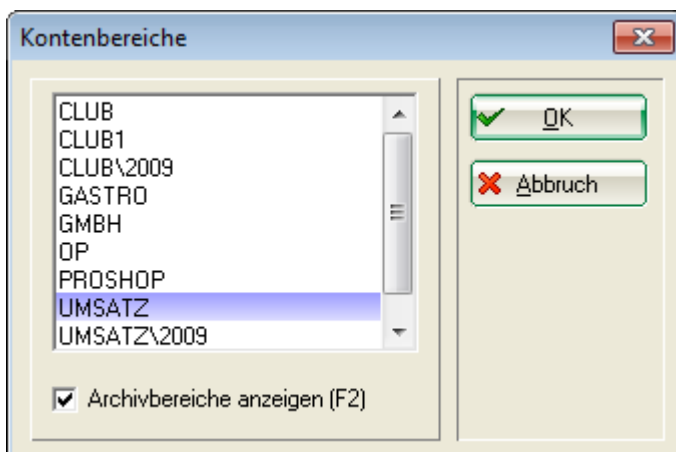 Kontenbereiche
CLUB
CLUB1
CLUB\2009
GASTRO
GMBH
OP
PROSHOP
UMSATZ
UMSATZ\2009
Archivbereiche anzeigen (F2)
OK
Abbruch